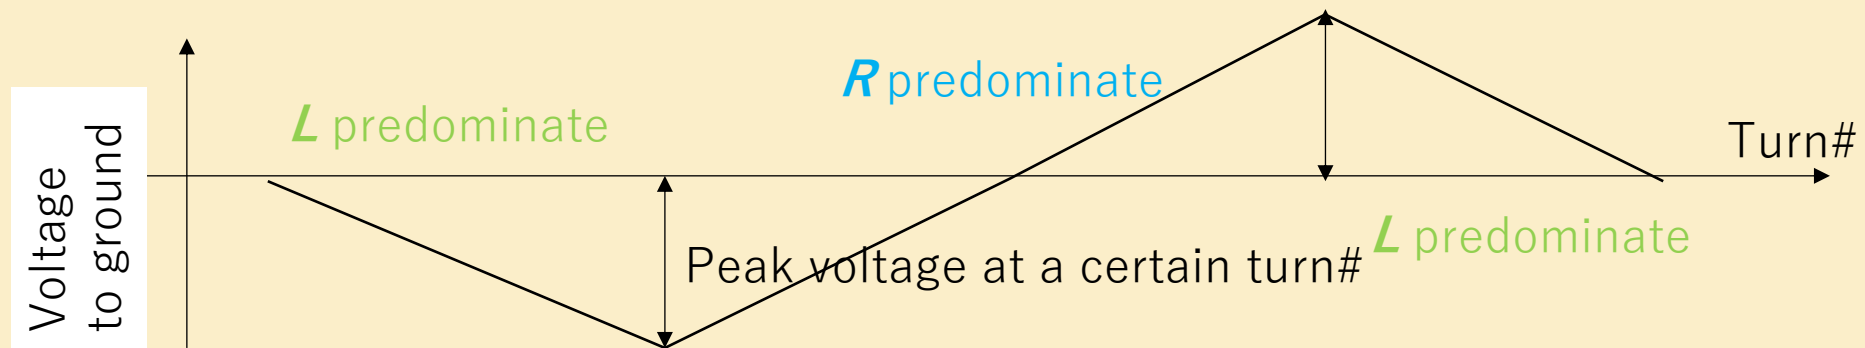 Voltage
to ground
L predominate
R predominate
Turn#
Peak voltage at a certain turn#
L predominate